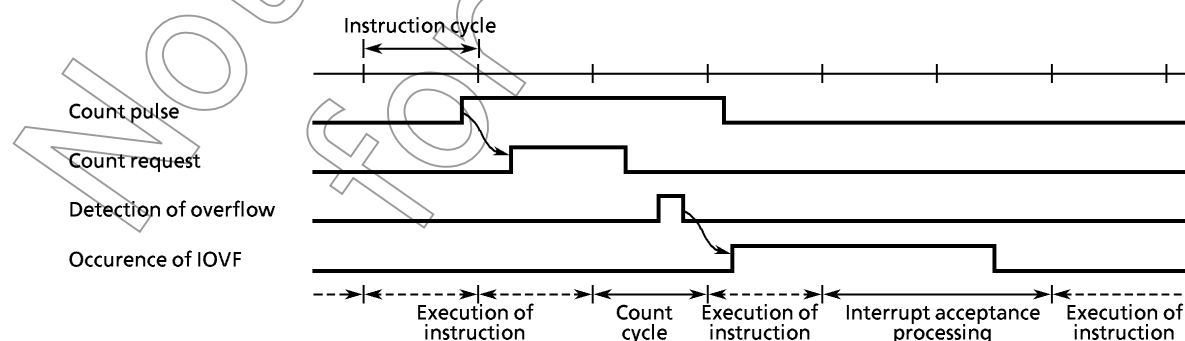 Instruction cycle
Count pulse
Count request
Detection of overflow
Occurence of IOVF
Execution of
instruction
Count
cycle
Execution of
instruction
Interrupt acceptance
processing
Execution of
instruction
for